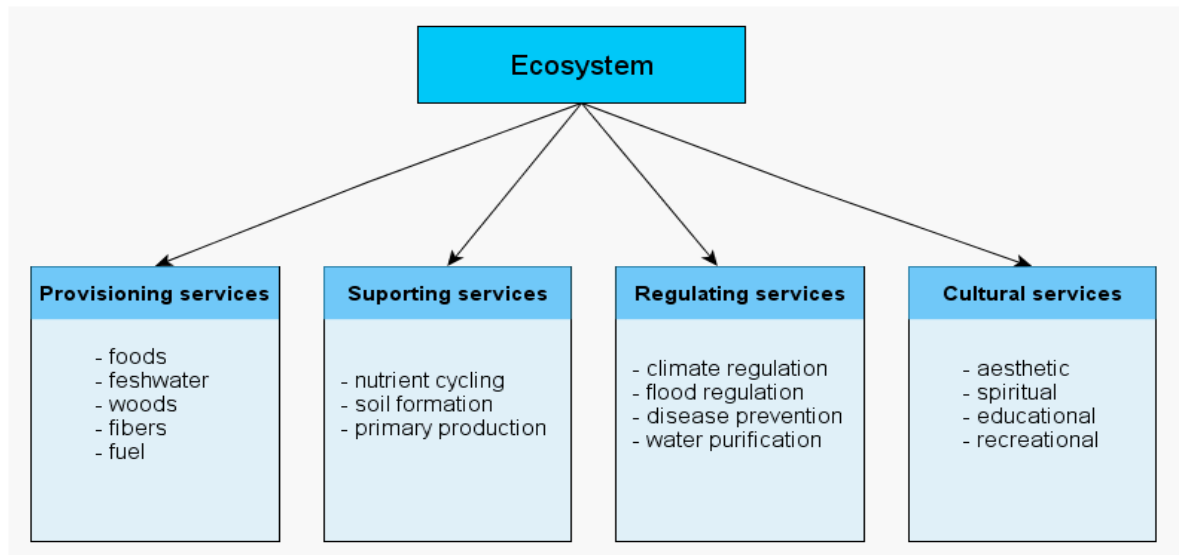 Ecosystem
Provisioning services
- foods
- feshwater
- woods
- fibers
- fuel
Suporting services
- nutrient cycling
- soil formation
- primary production
Regulating services
- climate regulation
- flood regulation
- disease prevention
- water purification
Cultural services
- aesthetic
- spiritual
- educational
- recreational